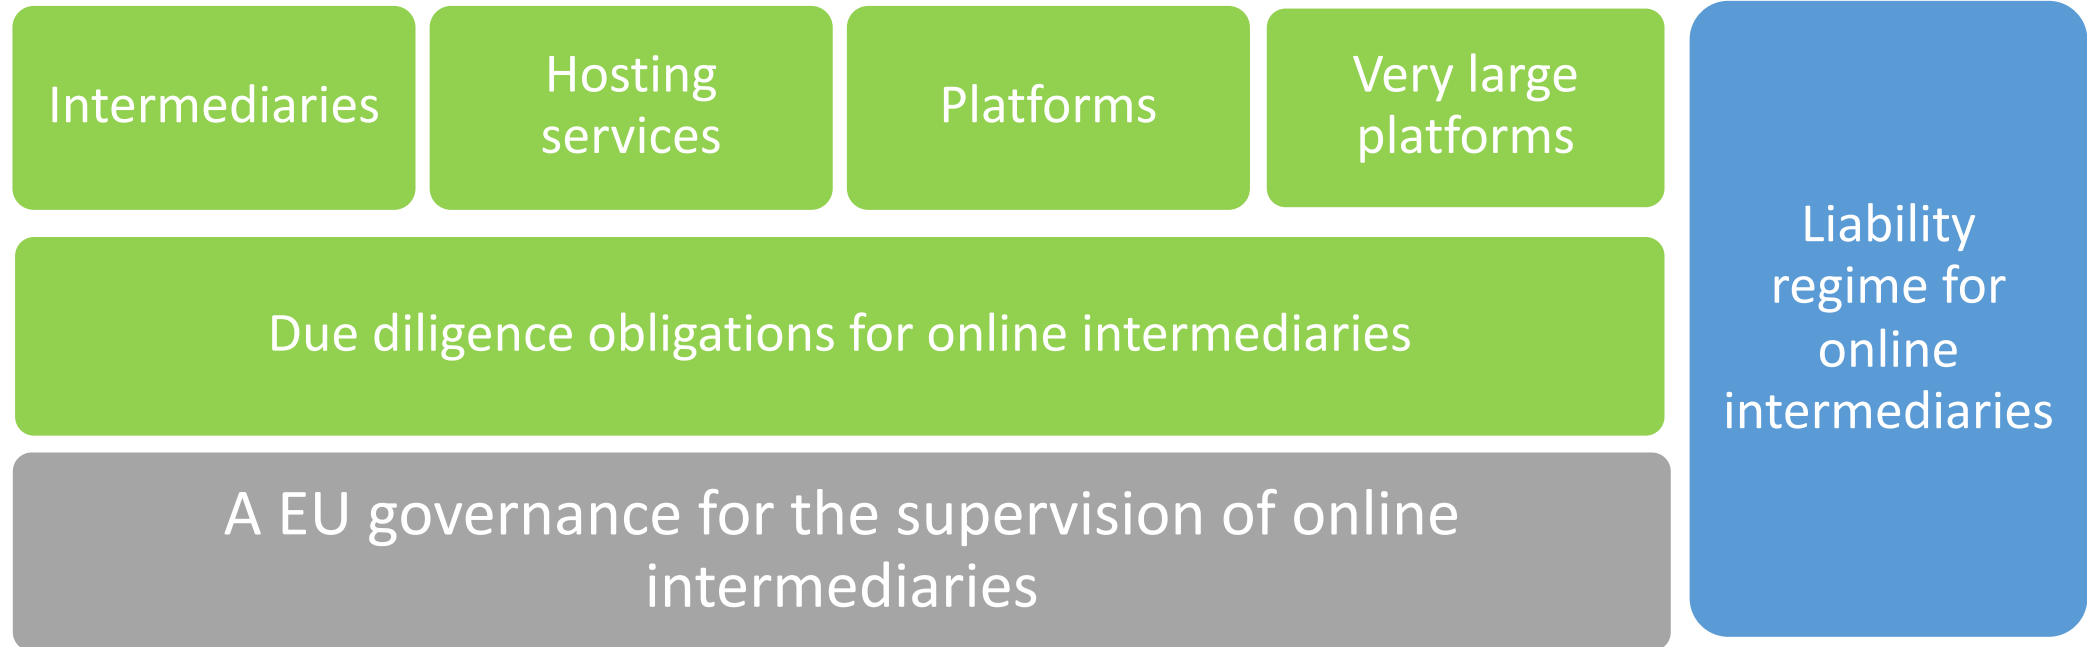 Intermediaries
Hosting
services
Platforms
Very large
platforms
Due diligence obligations for online intermediaries
A EU governance for the supervision of online
intermediaries
Liability
regime for
online
intermediaries